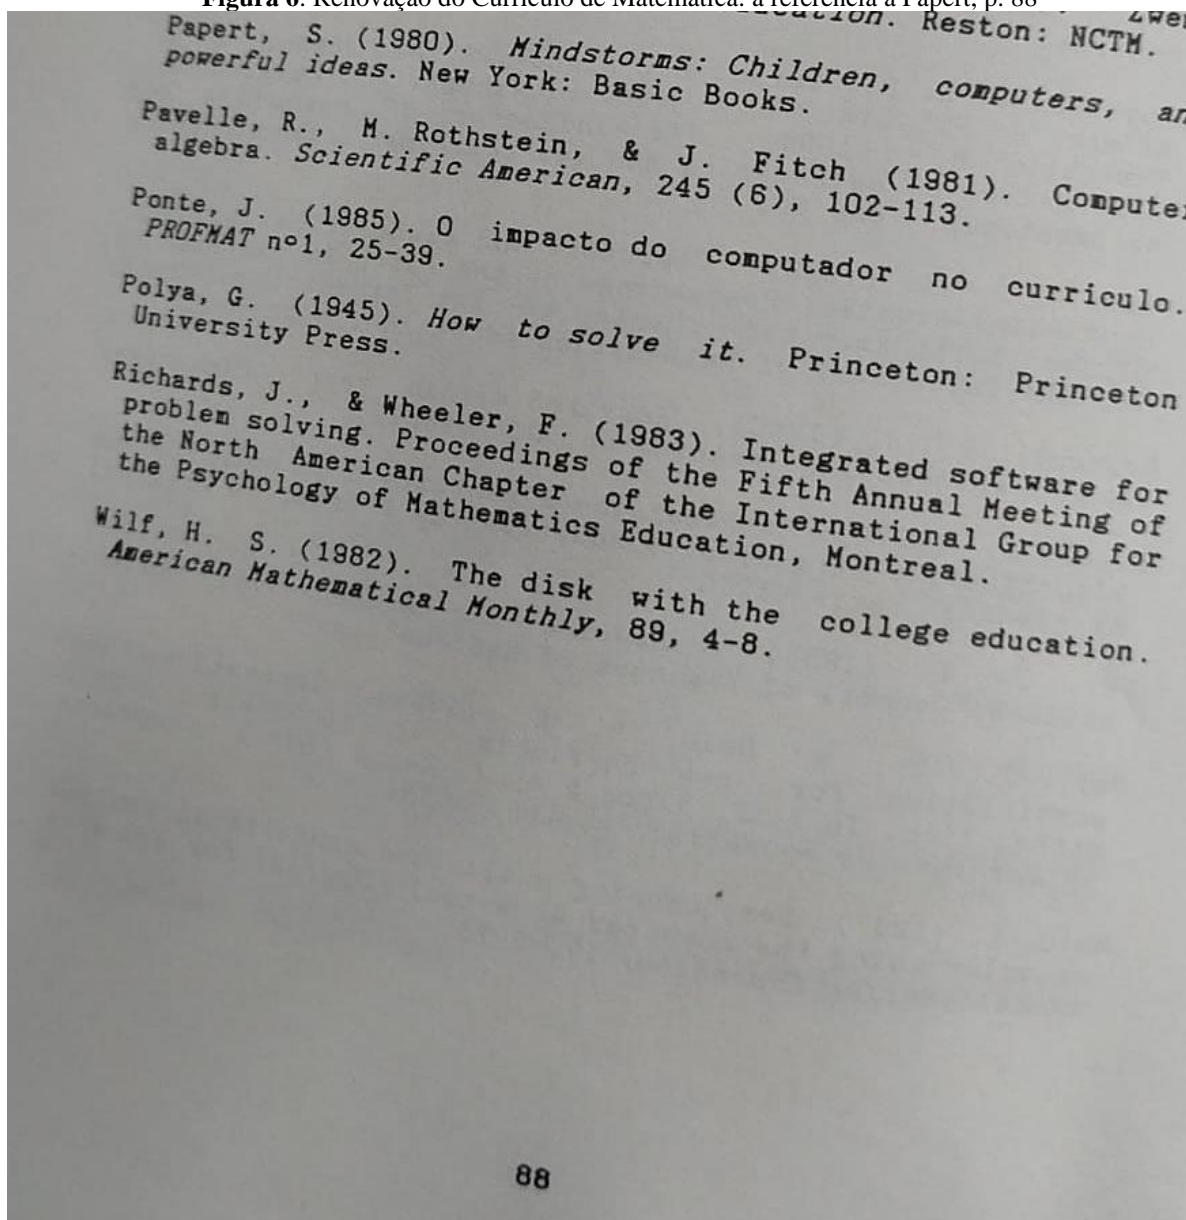 Figura 6: Renovação do Currículo de Matemática: a referência a Papert, p. 88
Reston: NCTM.
Papert, S. (1980). Mindstorms: Children, computers, an
powerful ideas. New York: Basic Books.
Pavelle, R., M. Rothstein, & J. Fitch (1981). Computer
algebra. Scientific American, 245 (6), 102-113.
Ponte, J. (1985). O impacto do computador no curriculo.
PROFMAT nº1, 25-39.
Polya, G. (1945). How to solve it. Princeton: Princeton
University Press.
Richards, J., & Wheeler, F. (1983). Integrated software for
problem solving. Proceedings of the Fifth Annual Meeting of
the North American Chapter of the International Group for
the Psychology of Mathematics Education, Montreal.
Wilf, H. S. (1982). The disk with the college education.
American Mathematical Monthly, 89, 4-8.
88